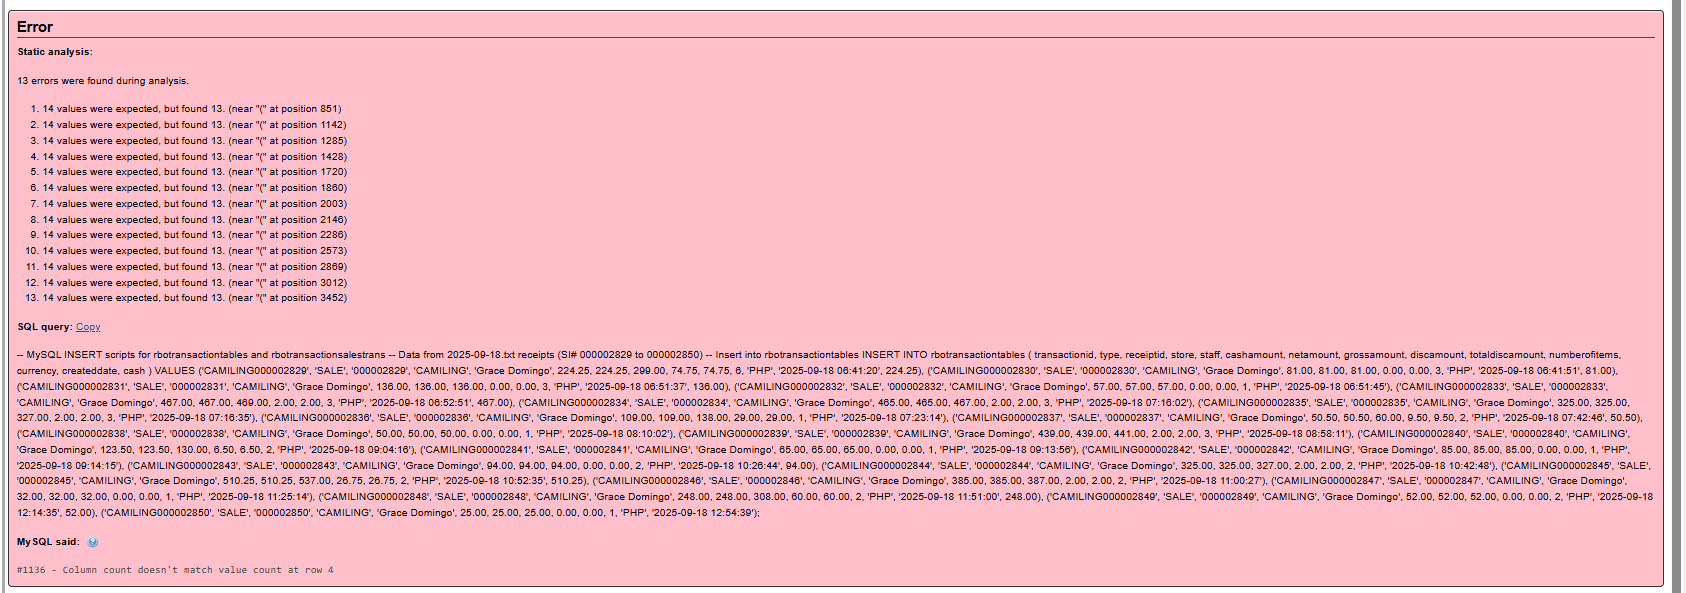 Error
Static analysis:
13 errors were found during analysis.
1. 14 values were expected, but found 13. (near "(" at position 851)
2. 14 values were expected, but found 13. (near "(" at position 1142)
3. 14 values were expected, but found 13. (near "(" at position 1285)
4. 14 values were expected, but found 13. (near "(" at position 1428)
5. 14 values were expected, but found 13. (near "(" at position 1720)
6. 14 values were expected, but found 13. (near "(" at position 1860)
7. 14 values were expected, but found 13. (near "(" at position 2003)
8. 14 values were expected, but found 13. (near "(" at position 2146)
9. 14 values were expected, but found 13. (near "(" at position 2286)
10. 14 values were expected, but found 13. (near "(" at position 2573)
11. 14 values were expected, but found 13. (near "(" at position 2869)
12. 14 values were expected, but found 13. (near "(" at position 3012)
13. 14 values were expected, but found 13. (near "(" at position 3452)
SQL query: Copy
-- MySQL INSERT scripts for rbotransactiontables and rbotransactionsalestrans -- Data from 2025-09-18.txt receipts (SI# 000002829 to 000002850) -- Insert into rbotransactiontables INSERT INTO rbotransactiontables ( transactionid, type, receiptid, store, staff, cashamount, netamount, grossamount, discamount, totaldiscamount, numberofitems,
currency, createddate, cash ) VALUES ('CAMILING000002829', 'SALE', '000002829', 'CAMILING', 'Grace Domingo', 224.25, 224.25, 299.00, 74.75, 74.75, 6, 'PHP', '2025-09-18 06:41:20', 224.25), ('CAMILING000002830', 'SALE', '000002830', 'CAMILING', 'Grace Domingo', 81.00, 81.00, 81.00, 0.00, 0.00, 3, 'PHP', '2025-09-18 06:41:51', 81.00),
('CAMILING000002831', 'SALE', '000002831', 'CAMILING', 'Grace Domingo', 136.00, 136.00, 136.00, 0.00, 0.00, 3, 'PHP', '2025-09-18 06:51:37', 136.00), ('CAMILING000002832', 'SALE', '000002832', 'CAMILING', 'Grace Domingo', 57.00, 57.00, 57.00, 0.00, 0.00, 1, 'PHP', '2025-09-18 06:51:45'), ('CAMILING000002833', 'SALE', '000002833',
'CAMILING', 'Grace Domingo', 467.00, 467.00, 469.00, 2.00, 2.00, 3, 'PHP', '2025-09-18 06:52:51', 467.00), ('CAMILING000002834', 'SALE', '000002834', 'CAMILING', 'Grace Domingo', 465.00, 465.00, 467.00, 2.00, 2.00, 3, 'PHP', '2025-09-18 07:16:02'), ('CAMILING000002835', 'SALE', '000002835', 'CAMILING', 'Grace Domingo', 325.00, 325.00,
327.00, 2.00, 2.00, 3, 'PHP', '2025-09-18 07:16:35'), ('CAMILING000002836', 'SALE', '000002836', 'CAMILING', 'Grace Domingo', 109.00, 109.00, 138.00, 29.00, 29.00, 1, 'PHP', '2025-09-18 07:23:14'), ('CAMILING000002837', 'SALE', '000002837', 'CAMILING', 'Grace Domingo', 50.50, 50.50, 60.00, 9.50, 9.50, 2, 'PHP', '2025-09-18 07:42:46', 50.50),
('CAMILING000002838', 'SALE', '000002838', 'CAMILING', 'Grace Domingo', 50.00, 50.00, 50.00, 0.00, 0.00, 1, 'PHP', '2025-09-18 08:10:02'), ('CAMILING000002839', 'SALE', '000002839', 'CAMILING', 'Grace Domingo', 439.00, 439.00, 441.00, 2.00, 2.00, 3, 'PHP', '2025-09-18 08:58:11'), ('CAMILING000002840', 'SALE', '000002840', 'CAMILING',
'Grace Domingo', 123.50, 123.50, 130.00, 6.50, 6.50, 2, 'PHP', '2025-09-18 09:04:16'), ('CAMILING000002841', 'SALE', '000002841', 'CAMILING', 'Grace Domingo', 65.00, 65.00, 65.00, 0.00, 0.00, 1, 'PHP', '2025-09-18 09:13:56'), ('CAMILING000002842', 'SALE', '000002842', 'CAMILING', 'Grace Domingo', 85.00, 85.00, 85.00, 0.00, 0.00, 1, 'PHP',
'2025-09-18 09:14:15'), ('CAMILING000002843', 'SALE', '000002843', 'CAMILING', 'Grace Domingo', 94.00, 94.00, 94.00, 0.00, 0.00, 2, 'PHP', '2025-09-18 10:26:44', 94.00), ('CAMILING000002844', 'SALE', '000002844', 'CAMILING', 'Grace Domingo', 325.00, 325.00, 327.00, 2.00, 2.00, 2, 'PHP', '2025-09-18 10:42:48'), ('CAMILING000002845', 'SALE',
'000002845', 'CAMILING', 'Grace Domingo', 510.25, 510.25, 537.00, 26.75, 26.75, 2, 'PHP', '2025-09-18 10:52:35', 510.25), ('CAMILING000002846', 'SALE', '000002846', 'CAMILING', 'Grace Domingo', 385.00, 385.00, 387.00, 2.00, 2.00, 2, 'PHP', '2025-09-18 11:00:27'), ('CAMILING000002847', 'SALE', '000002847', 'CAMILING', 'Grace Domingo',
32.00, 32.00, 32.00, 0.00, 0.00, 1, 'PHP', '2025-09-18 11:25:14'), ('CAMILING000002848', 'SALE', '000002848', 'CAMILING', 'Grace Domingo', 248.00, 248.00, 308.00, 60.00, 60.00, 2, 'PHP', '2025-09-18 11:51:00', 248.00), ('CAMILING000002849', 'SALE', '000002849', 'CAMILING', 'Grace Domingo', 52.00, 52.00, 52.00, 0.00, 0.00, 2, 'PHP', '2025-09-18
12:14:35', 52.00), ('CAMILING000002850', 'SALE', '000002850', 'CAMILING', 'Grace Domingo', 25.00, 25.00, 25.00, 0.00, 0.00, 1, 'PHP', '2025-09-18 12:54:39');
MySQL said:
#1136 - Column count doesn't match value count at row 4